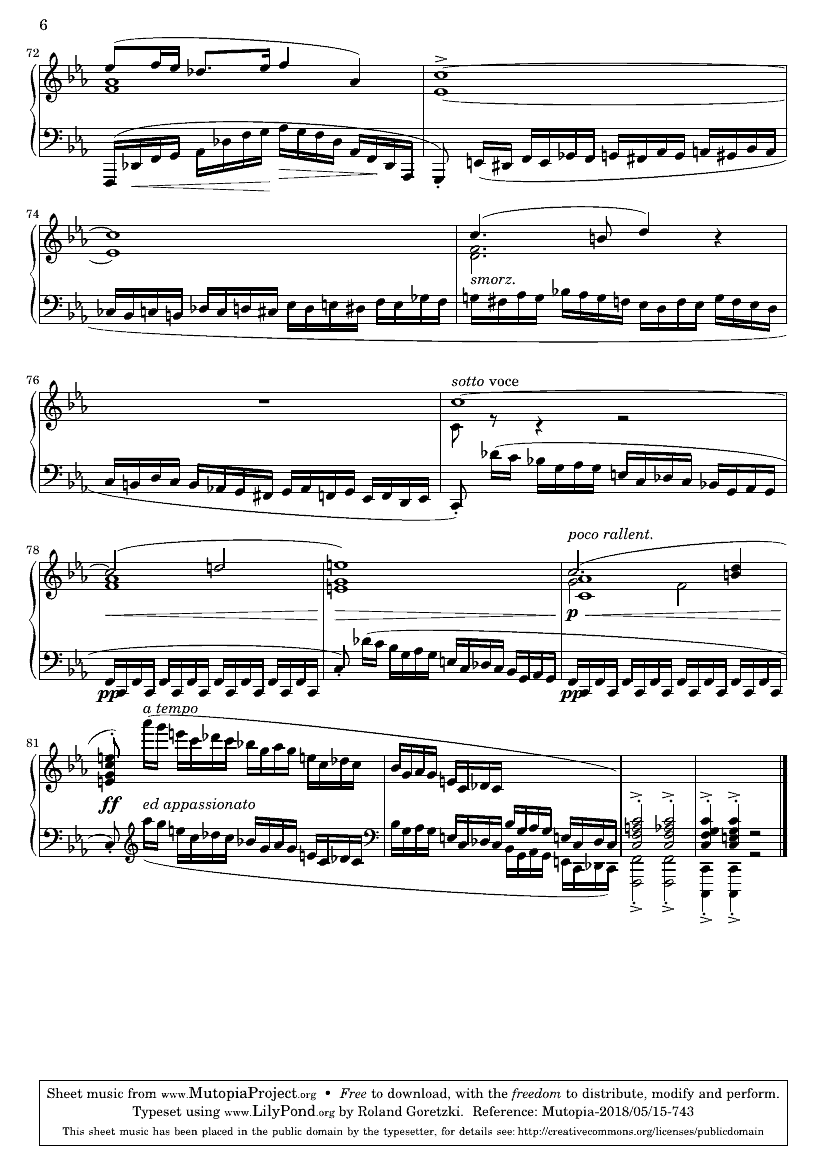 6
72
74
smorz.
76
sotto voce
78
poco rallent.
p
pp
pp
81
a tempo
ff
ed appassionato
Sheet music from www.MutopiaProject.org • Free to download, with the freedom to distribute, modify and perform.
Typeset using www.LilyPond.org by Roland Goretzki. Reference: Mutopia-2018/05/15-743
This sheet music has been placed in the public domain by the typesetter, for details see: http://creativecommons.org/licenses/publicdomain